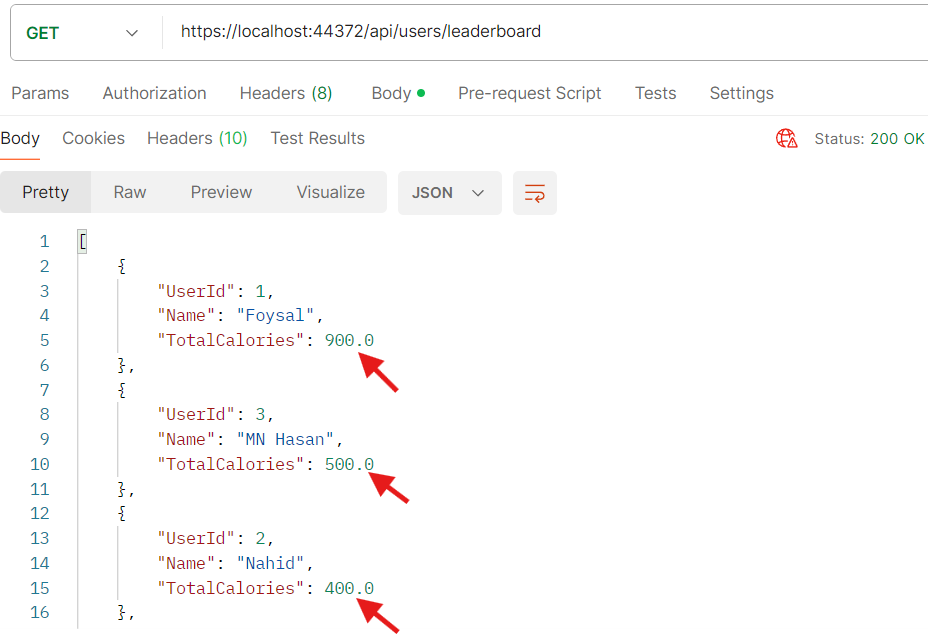 GET https://localhost:44372/api/users/leaderboard
Params Authorization Headers (8) Body Pre-request Script Tests Settings
Body Cookies Headers (10) Test Results Status: 200 OK
Pretty Raw Preview Visualize JSON
1 [
2 {
3 "UserId": 1,
4 "Name": "Foysal",
5 "TotalCalories": 900.0
6 },
7 {
8 "UserId": 3,
9 "Name": "MN Hasan",
10 "TotalCalories": 500.0
11 },
12 {
13 "UserId": 2,
14 "Name": "Nahid",
15 "TotalCalories": 400.0
16 },